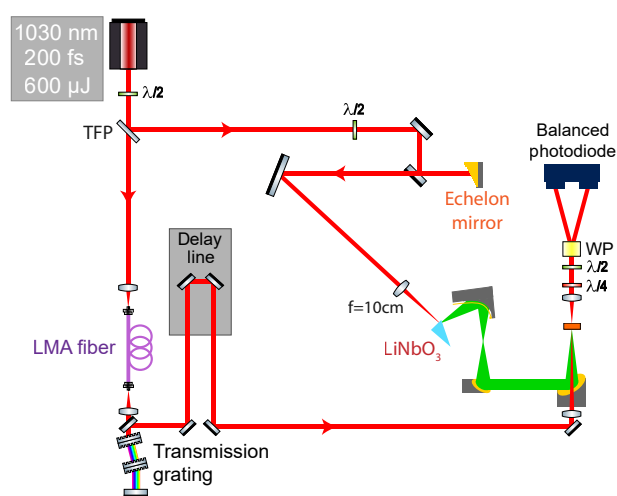 1030 nm
200 fs
600 µJ
λ/2
TFP
λ/2
Balanced
photodiode
Echelon
mirror
WP
λ/2
λ/4
Delay
line
f=10cm
LiNbO₃
LMA fiber
Transmission
grating